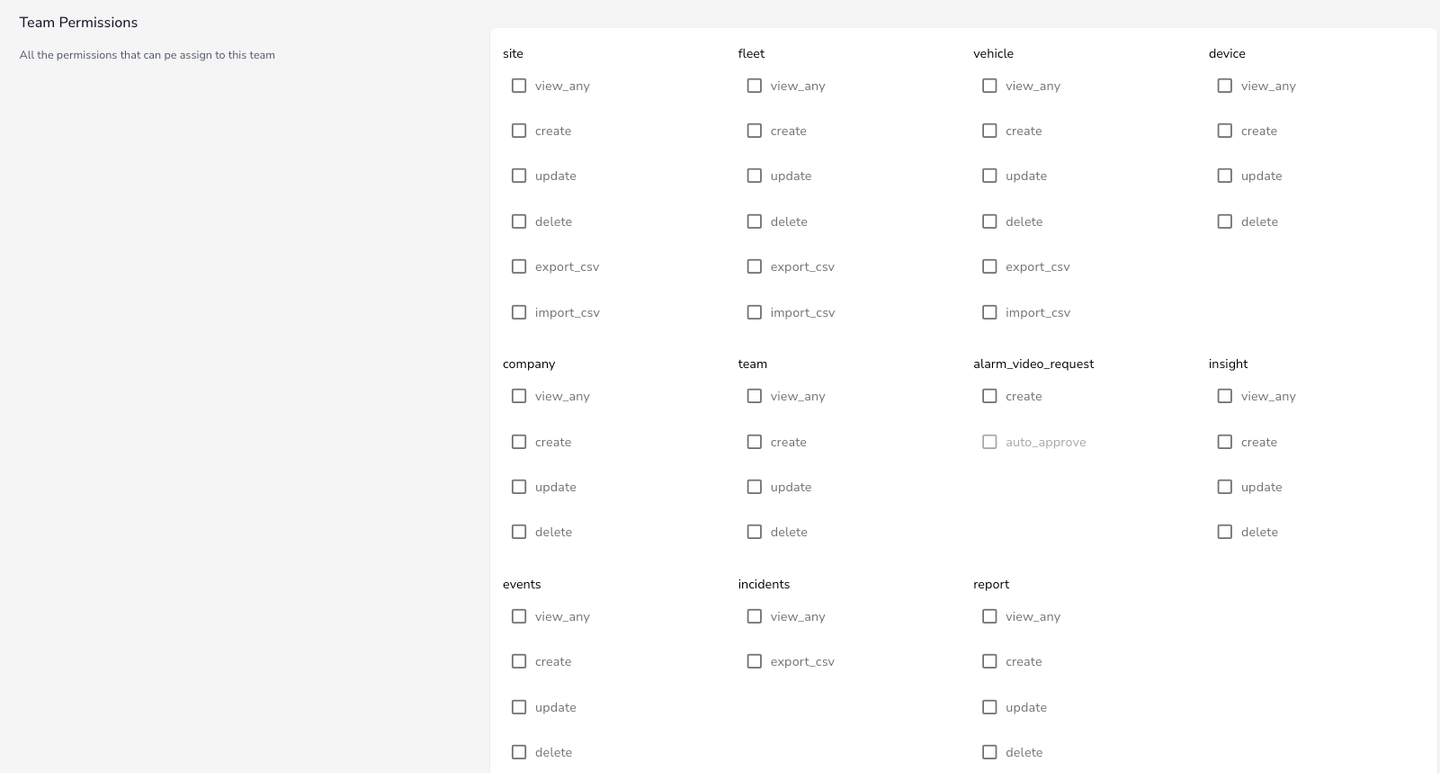 Team Permissions
All the permissions that can pe assign to this team
site
view_any
create
update
delete
export_csv
import_csv
fleet
view_any
create
update
delete
export_csv
import_csv
vehicle
view_any
create
update
delete
export_csv
import_csv
device
view_any
create
update
delete
company
view_any
create
update
delete
team
view_any
create
update
delete
alarm_video_request
create
auto_approve
insight
view_any
create
update
delete
events
view_any
create
update
delete
incidents
view_any
export_csv
report
view_any
create
update
delete